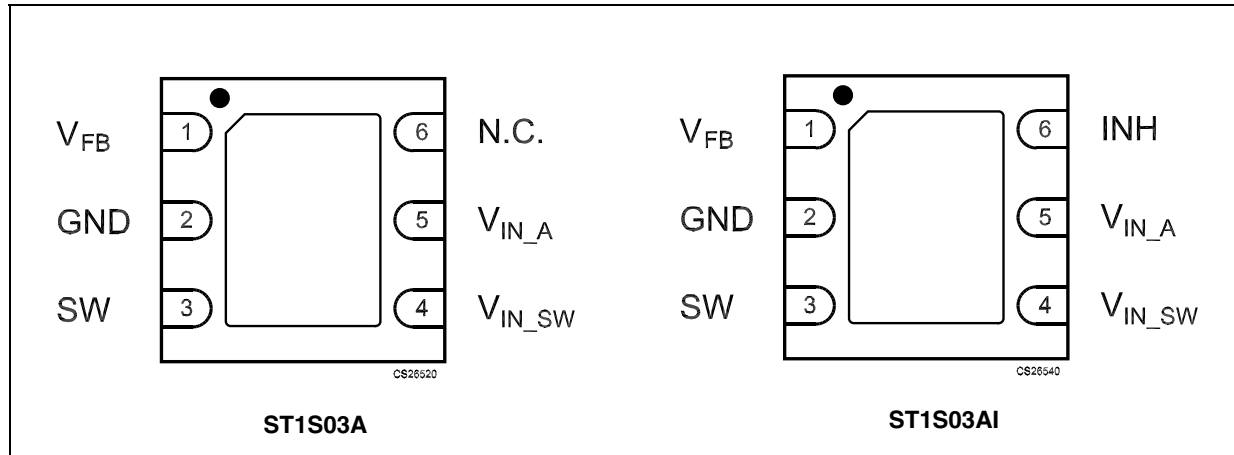 V_FB 1 6 N.C.
GND 2 5 V_IN_A
SW 3 4 V_IN_SW
CS26520
ST1S03A
V_FB 1 6 INH
GND 2 5 V_IN_A
SW 3 4 V_IN_SW
CS26540
ST1S03AI